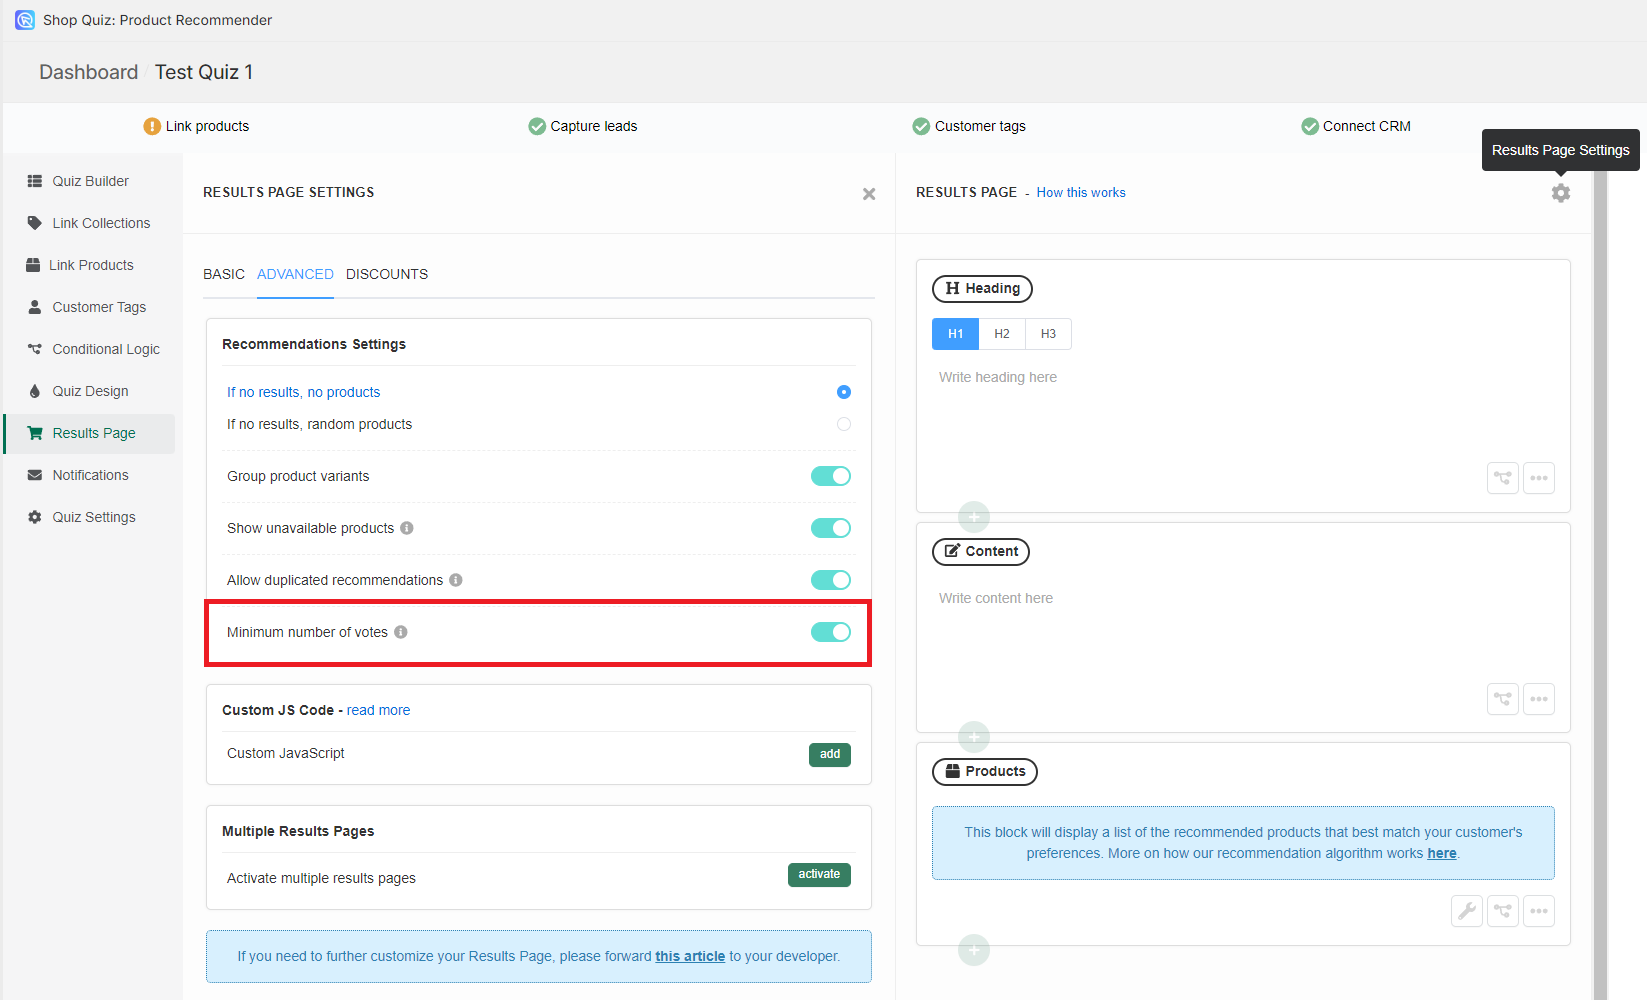 Shop Quiz: Product Recommender
Dashboard / Test Quiz 1
Link products
Capture leads
Customer tags
Connect CRM
Results Page Settings
Quiz Builder
Link Collections
Link Products
Customer Tags
Conditional Logic
Quiz Design
Results Page
Notifications
Quiz Settings
RESULTS PAGE SETTINGS
BASIC ADVANCED DISCOUNTS
Recommendations Settings
If no results, no products
If no results, random products
Group product variants
Show unavailable products
Allow duplicated recommendations
Minimum number of votes
Custom JS Code - read more
Custom JavaScript
add
Multiple Results Pages
Activate multiple results pages
activate
If you need to further customize your Results Page, please forward this article to your developer.
RESULTS PAGE - How this works
H Heading
H1 H2 H3
Write heading here
Content
Write content here
Products
This block will display a list of the recommended products that best match your customer's
preferences. More on how our recommendation algorithm works here.